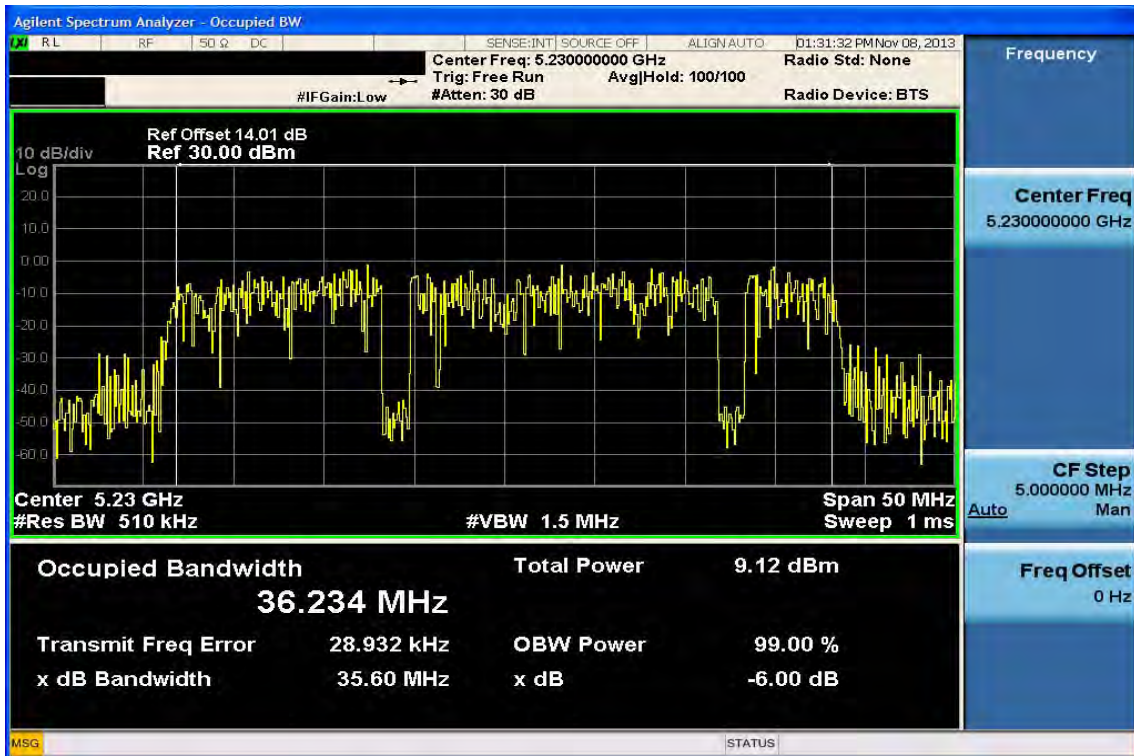 Agilent Spectrum Analyzer - Occupied BW
LXI RL RF 50 Ω DC SENSE:INT SOURCE OFF ALIGN AUTO 01:31:32 PM Nov 08, 2013
Center Freq: 5.230000000 GHz Radio Std: None
Trig: Free Run Avg|Hold: 100/100
#IFGain:Low #Atten: 30 dB Radio Device: BTS
Ref Offset 14.01 dB
10 dB/div Ref 30.00 dBm
Log
20.0
10.0
0.00
-10.0
-20.0
-30.0
-40.0
-50.0
-60.0
Center 5.23 GHz Span 50 MHz
#Res BW 510 kHz #VBW 1.5 MHz Sweep 1 ms
Occupied Bandwidth Total Power 9.12 dBm
36.234 MHz
Transmit Freq Error 28.932 kHz OBW Power 99.00 %
x dB Bandwidth 35.60 MHz x dB -6.00 dB
MSG STATUS
Frequency
Center Freq
5.230000000 GHz
CF Step
5.000000 MHz
Auto Man
Freq Offset
0 Hz